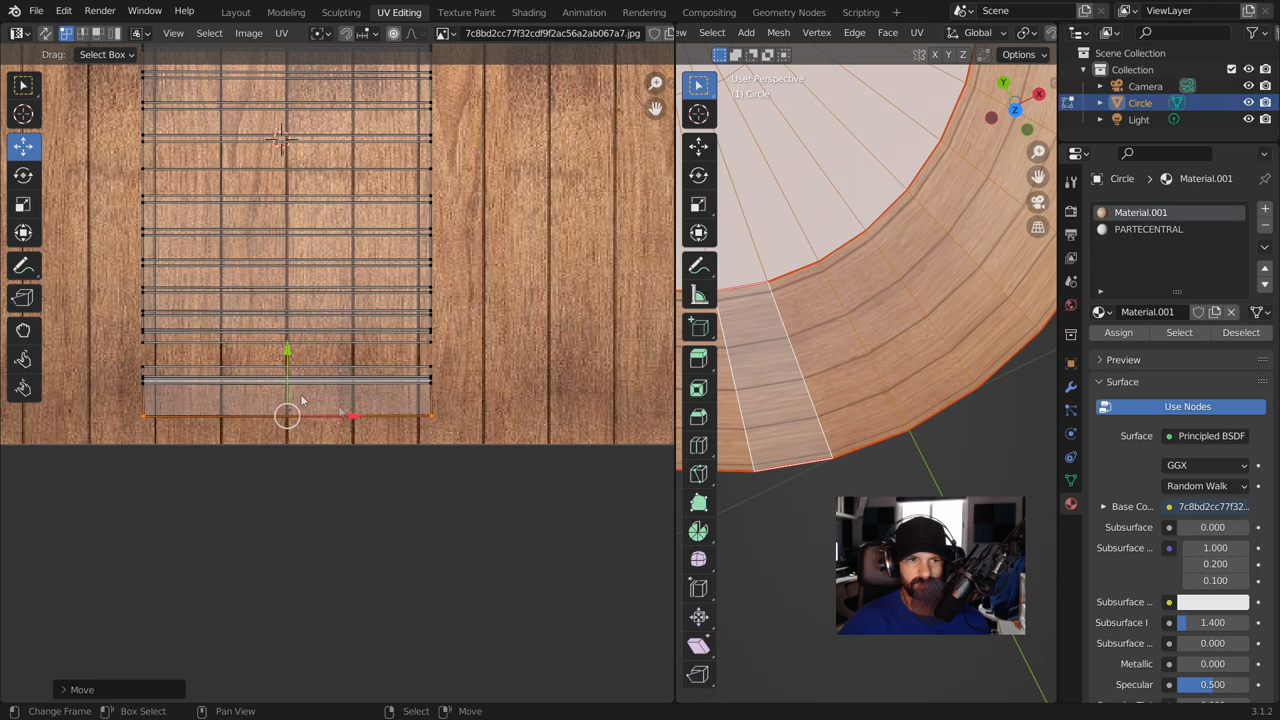 File Edit Render Window Help Layout Modeling Sculpting UV Editing Texture Paint Shading Animation Rendering Compositing Geometry Nodes Scripting Scene ViewLayer
View Select Image UV 7c8bd2cc77f32cdf9f2ac56a2ab067a7.jpg
Select Add Mesh Vertex Edge Face UV Global
Drag: Select Box
X Y Z Options
User Perspective
(1) Circle
Y
X
Z
Scene Collection
Collection
Camera
Circle
Light
Circle Material.001
Material.001
PARTECENTRAL
Material.001
Assign Select Deselect
Preview
Surface
Use Nodes
Surface Principled BSDF
GGX
Random Walk
Base Co... 7c8bd2cc77f32...
Subsurface 0.000
Subsurface ... 1.000
0.200
0.100
Subsurface ...
Subsurface I 1.400
Subsurface ... 0.000
Metallic 0.000
Specular 0.500
Move
Change Frame Box Select Pan View Select Move 3.1.2